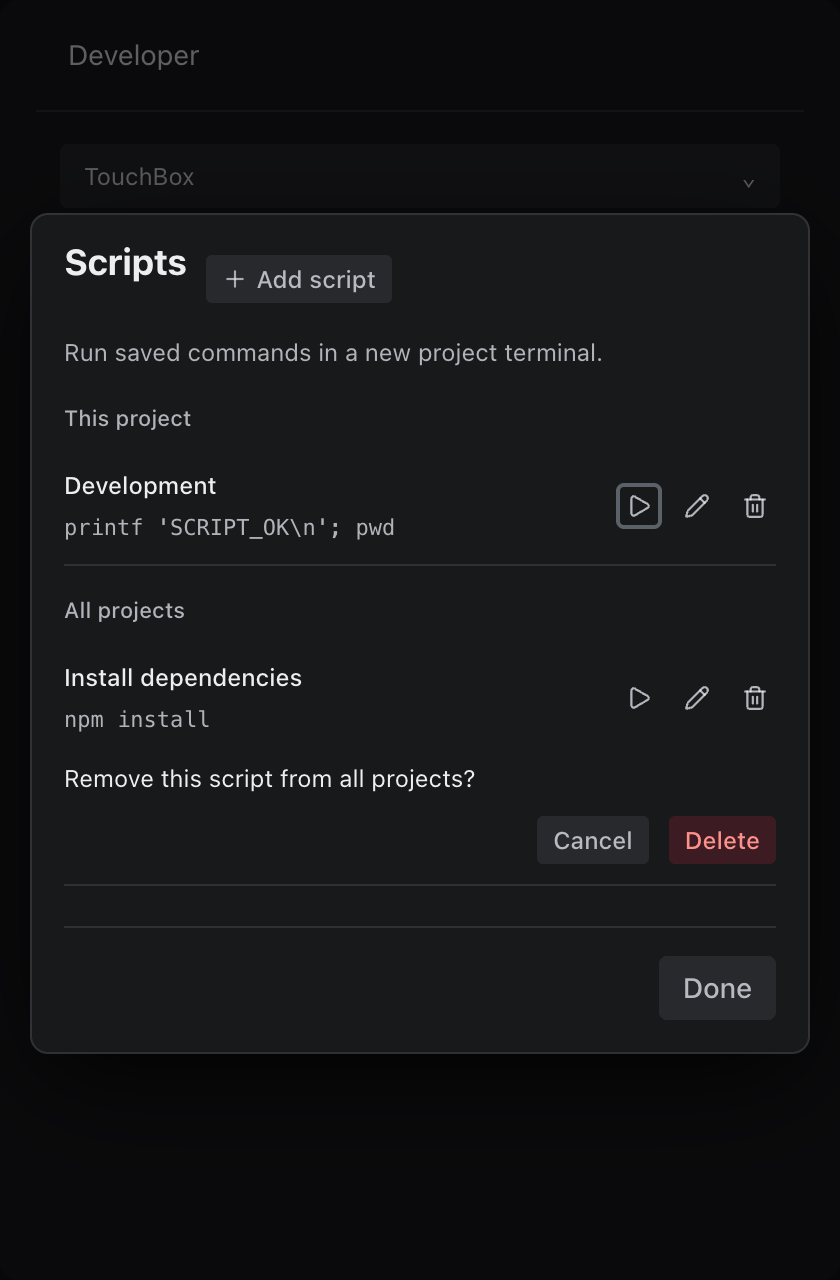 Developer
TouchBox
Scripts
+ Add script
Run saved commands in a new project terminal.
This project
Development
printf 'SCRIPT_OK\n'; pwd
All projects
Install dependencies
npm install
Remove this script from all projects?
Cancel Delete
Done